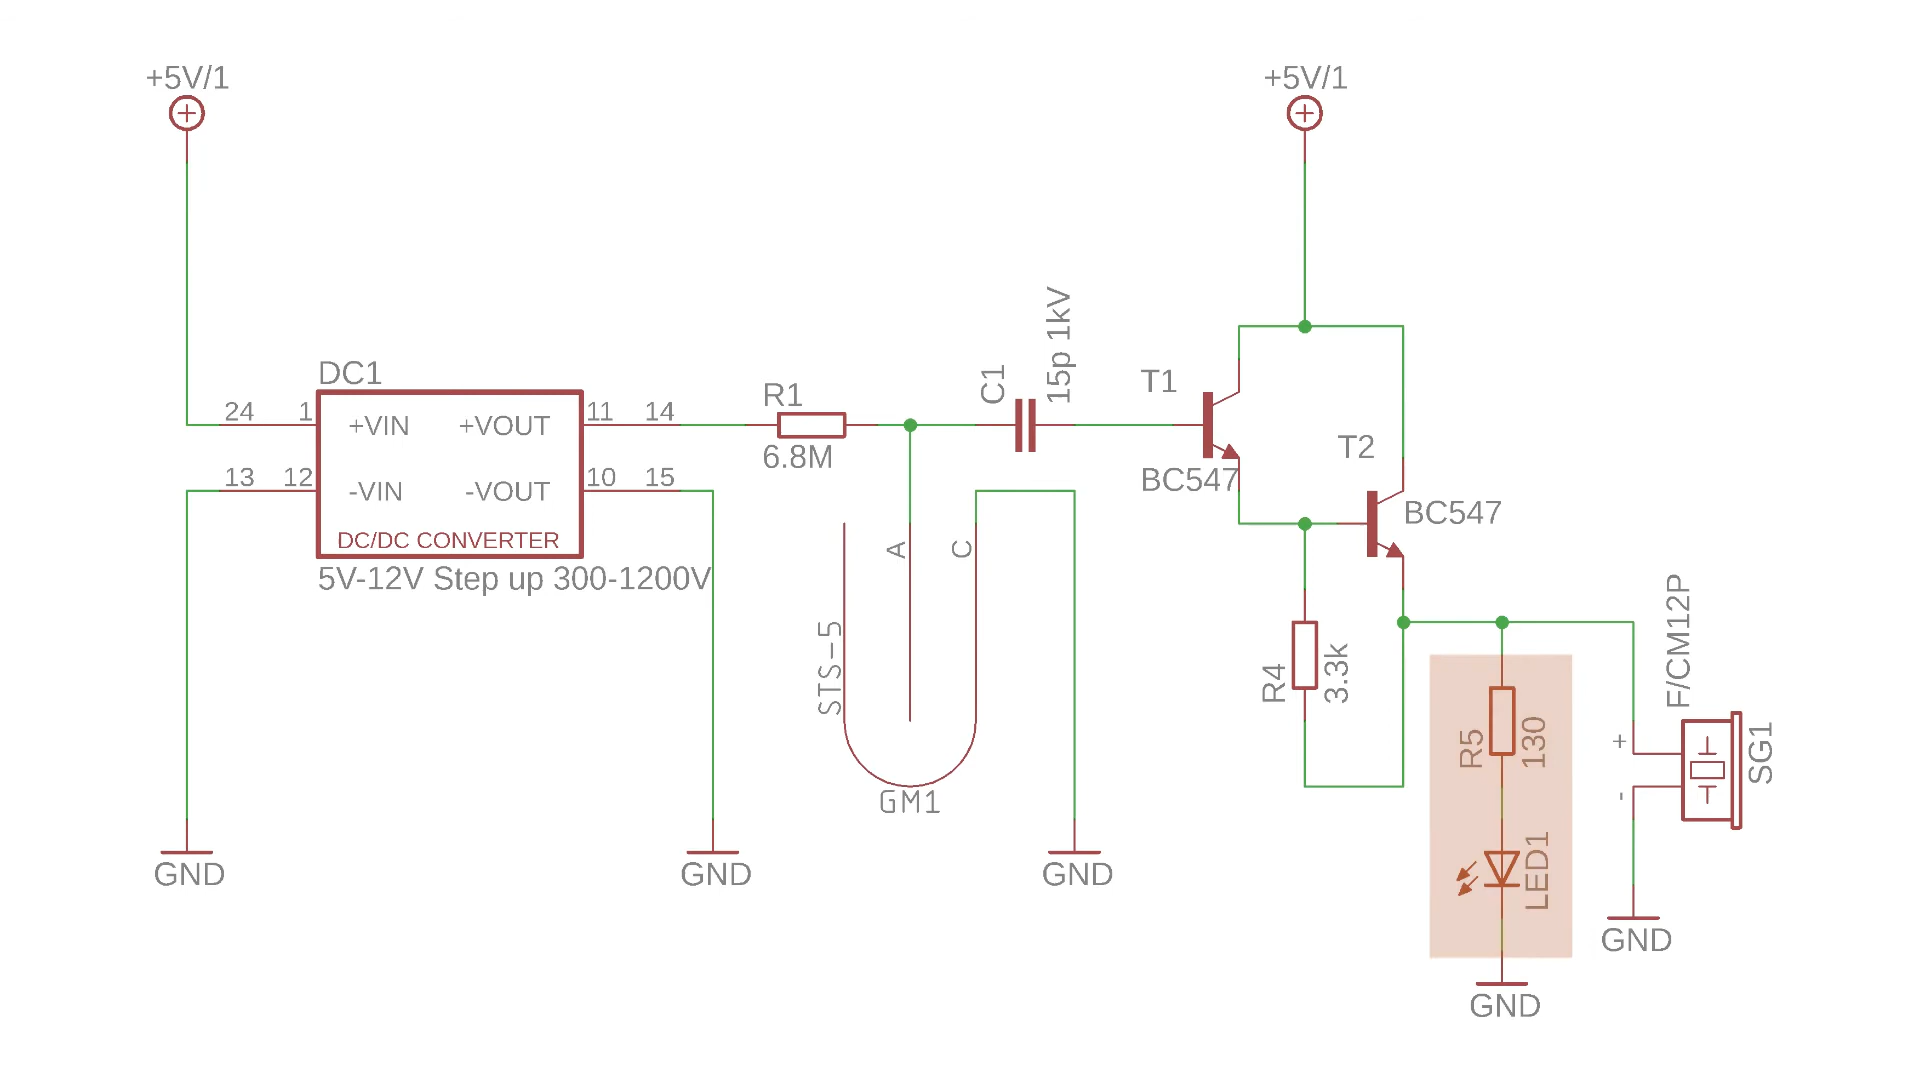 +5V/1
+5V/1
DC1
24 1 +VIN +VOUT 11 14
13 12 -VIN -VOUT 10 15
DC/DC CONVERTER
5V-12V Step up 300-1200V
R1
6.8M
C1
15p 1kV
T1
BC547
T2
BC547
A
C
STS-5
GM1
R4
3.3k
R5
130
LED1
F/CM12P
+
-
SG1
GND
GND
GND
GND
GND